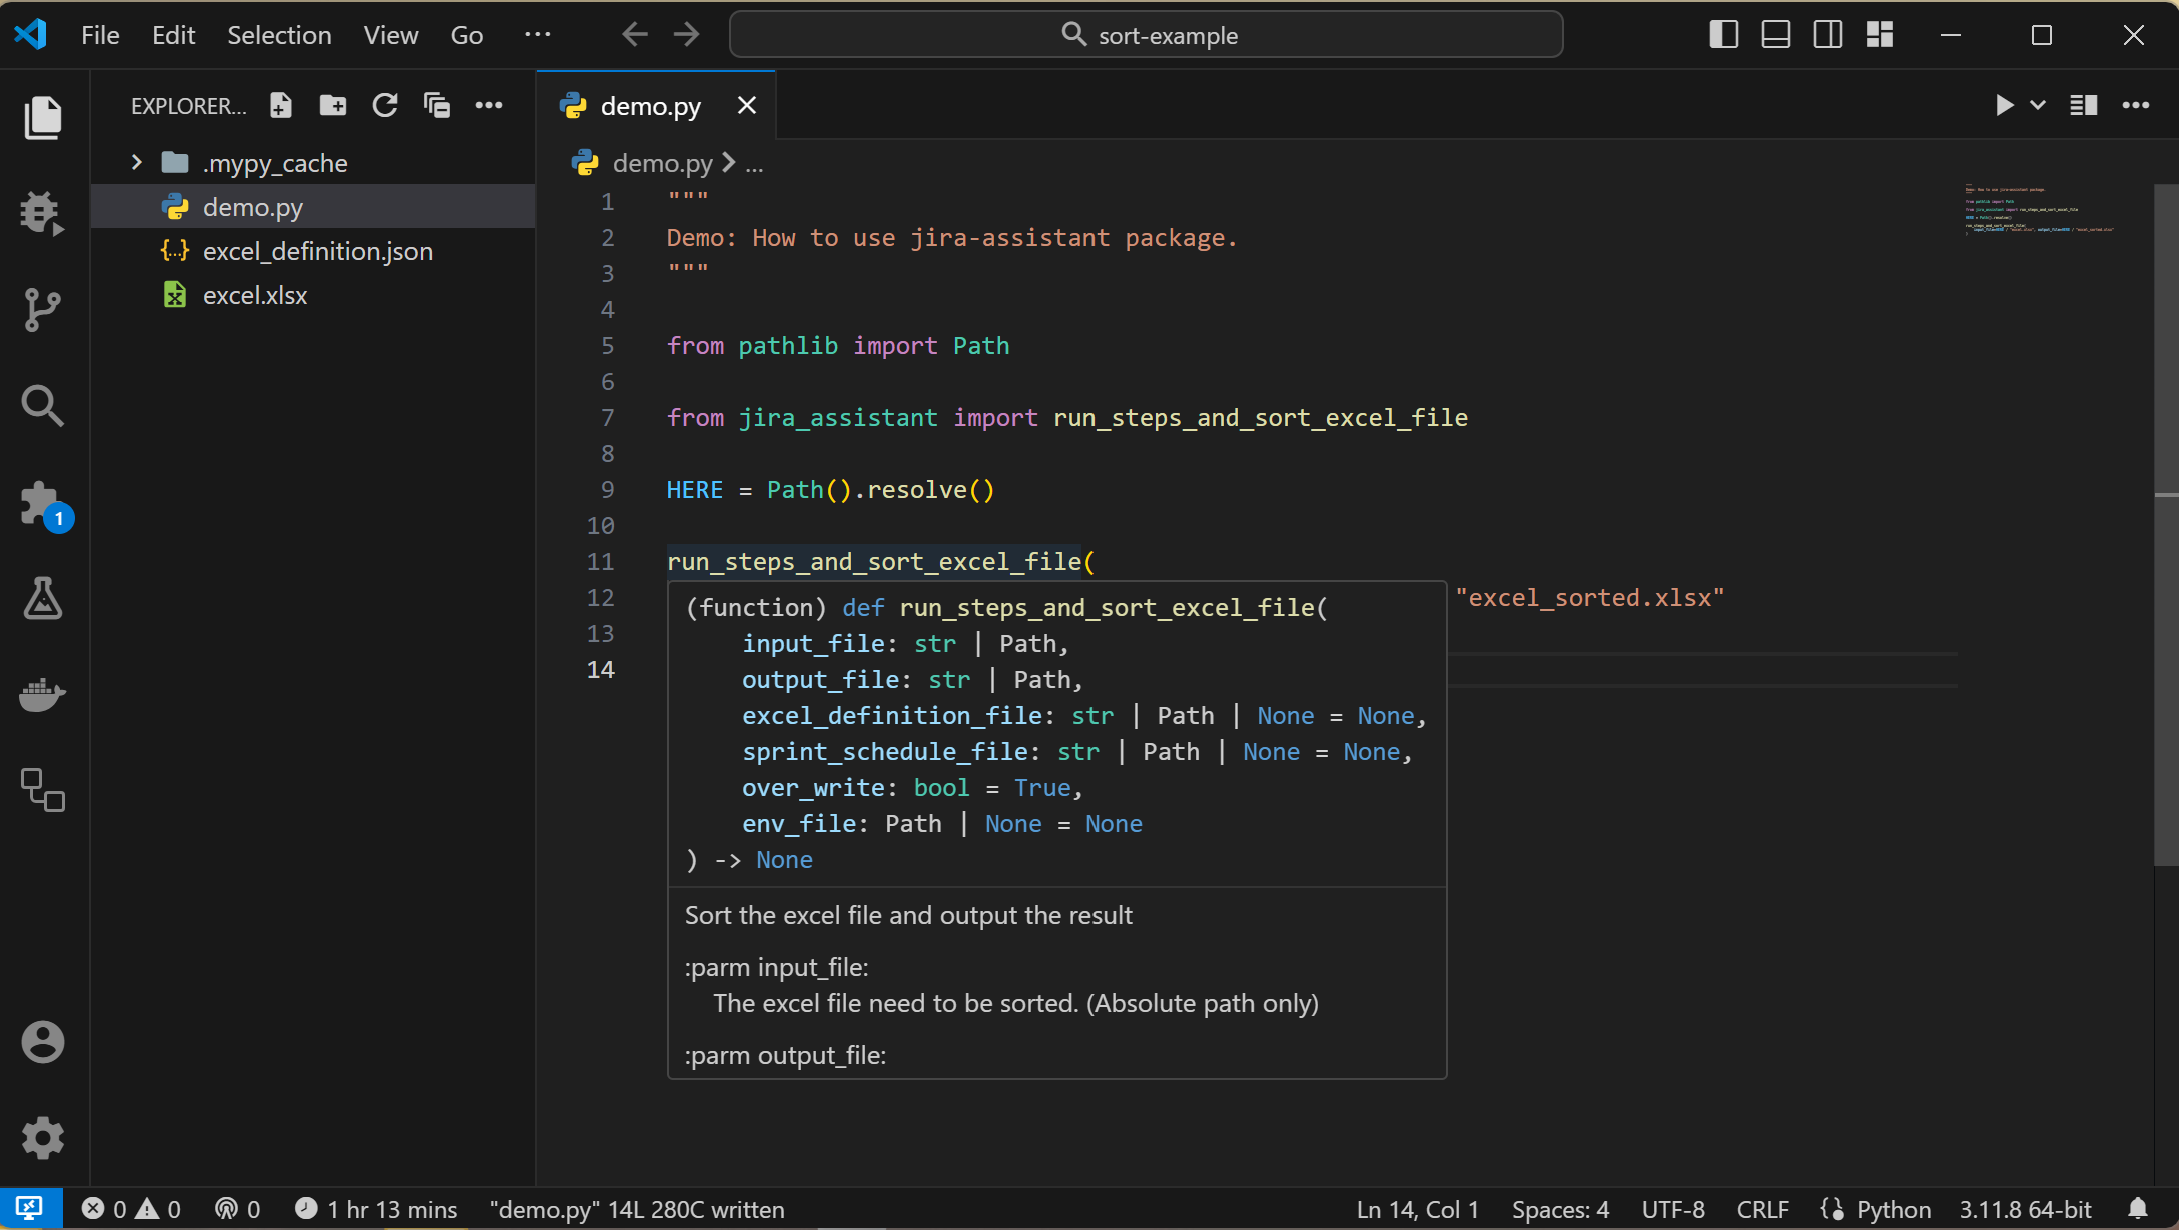 File Edit Selection View Go ... sort-example
EXPLORER...
.mypy_cache
demo.py
excel_definition.json
excel.xlsx
1
demo.py
demo.py > ...
1 """
2 Demo: How to use jira-assistant package.
3 """
4
5 from pathlib import Path
6
7 from jira_assistant import run_steps_and_sort_excel_file
8
9 HERE = Path().resolve()
10
11 run_steps_and_sort_excel_file(
12 "excel_sorted.xlsx"
13
14
(function) def run_steps_and_sort_excel_file(
input_file: str | Path,
output_file: str | Path,
excel_definition_file: str | Path | None = None,
sprint_schedule_file: str | Path | None = None,
over_write: bool = True,
env_file: Path | None = None
) -> None
Sort the excel file and output the result
:parm input_file:
The excel file need to be sorted. (Absolute path only)
:parm output_file:
0 0 0 1 hr 13 mins "demo.py" 14L 280C written Ln 14, Col 1 Spaces: 4 UTF-8 CRLF Python 3.11.8 64-bit